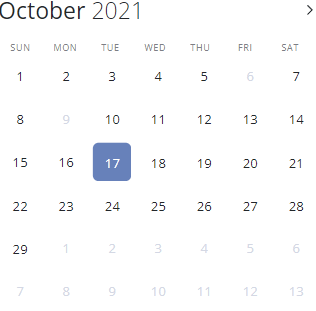 October 2021
SUN MON TUE WED THU FRI SAT
1 2 3 4 5 6 7
8 9 10 11 12 13 14
15 16 17 18 19 20 21
22 23 24 25 26 27 28
29 1 2 3 4 5 6
7 8 9 10 11 12 13